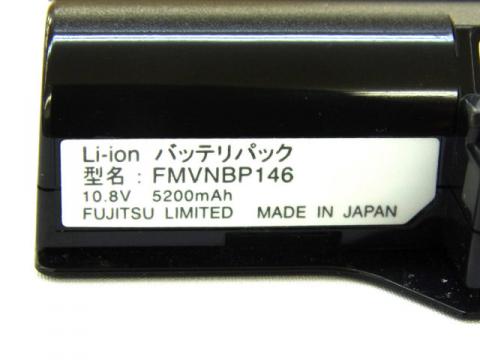 Li-ion バッテリパック
型名 : FMVNBP146
10.8V 5200mAh
FUJITSU LIMITED MADE IN JAPAN